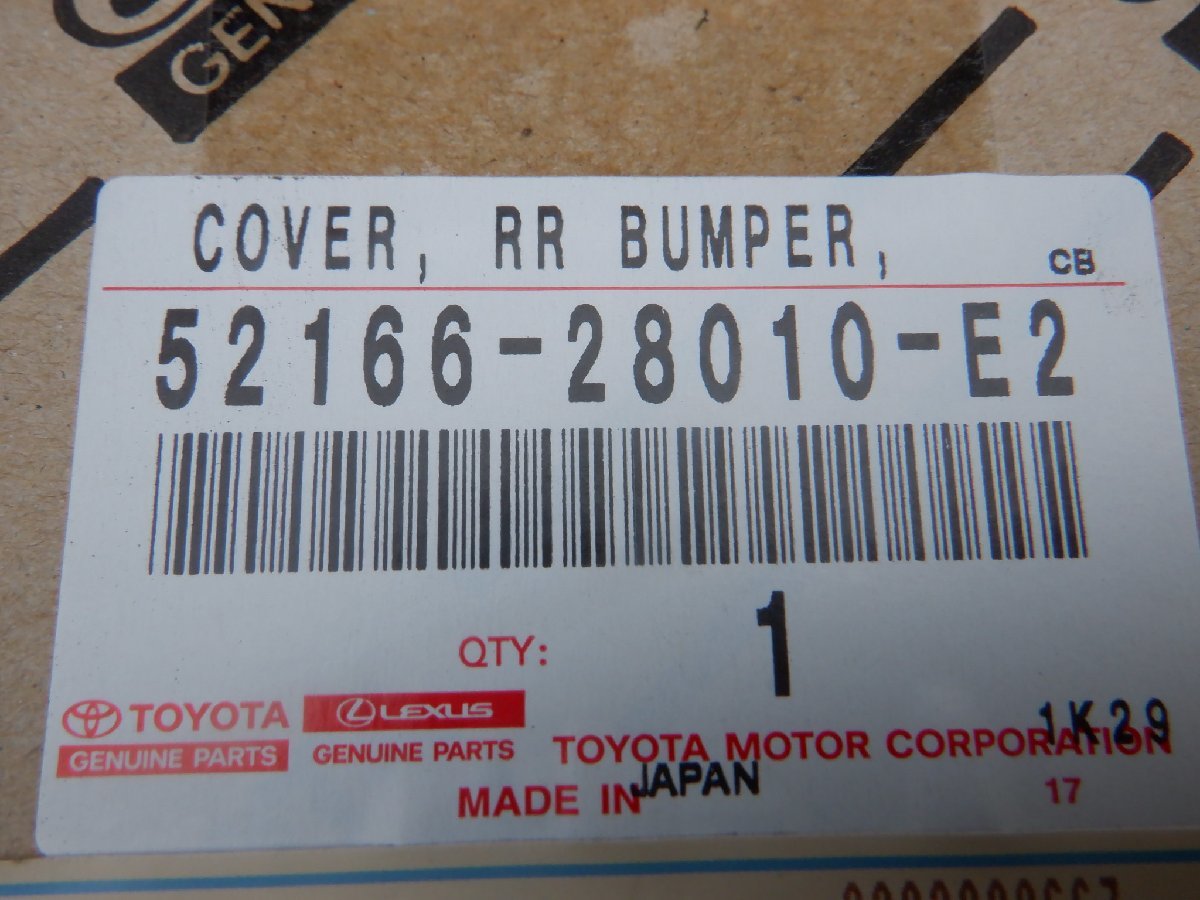 GEN
COVER, RR BUMPER,
CB
52166-28010-E2
QTY: 1
TOYOTA
GENUINE PARTS
LEXUS
GENUINE PARTS
TOYOTA MOTOR CORPORATION
1K29
MADE IN JAPAN
17